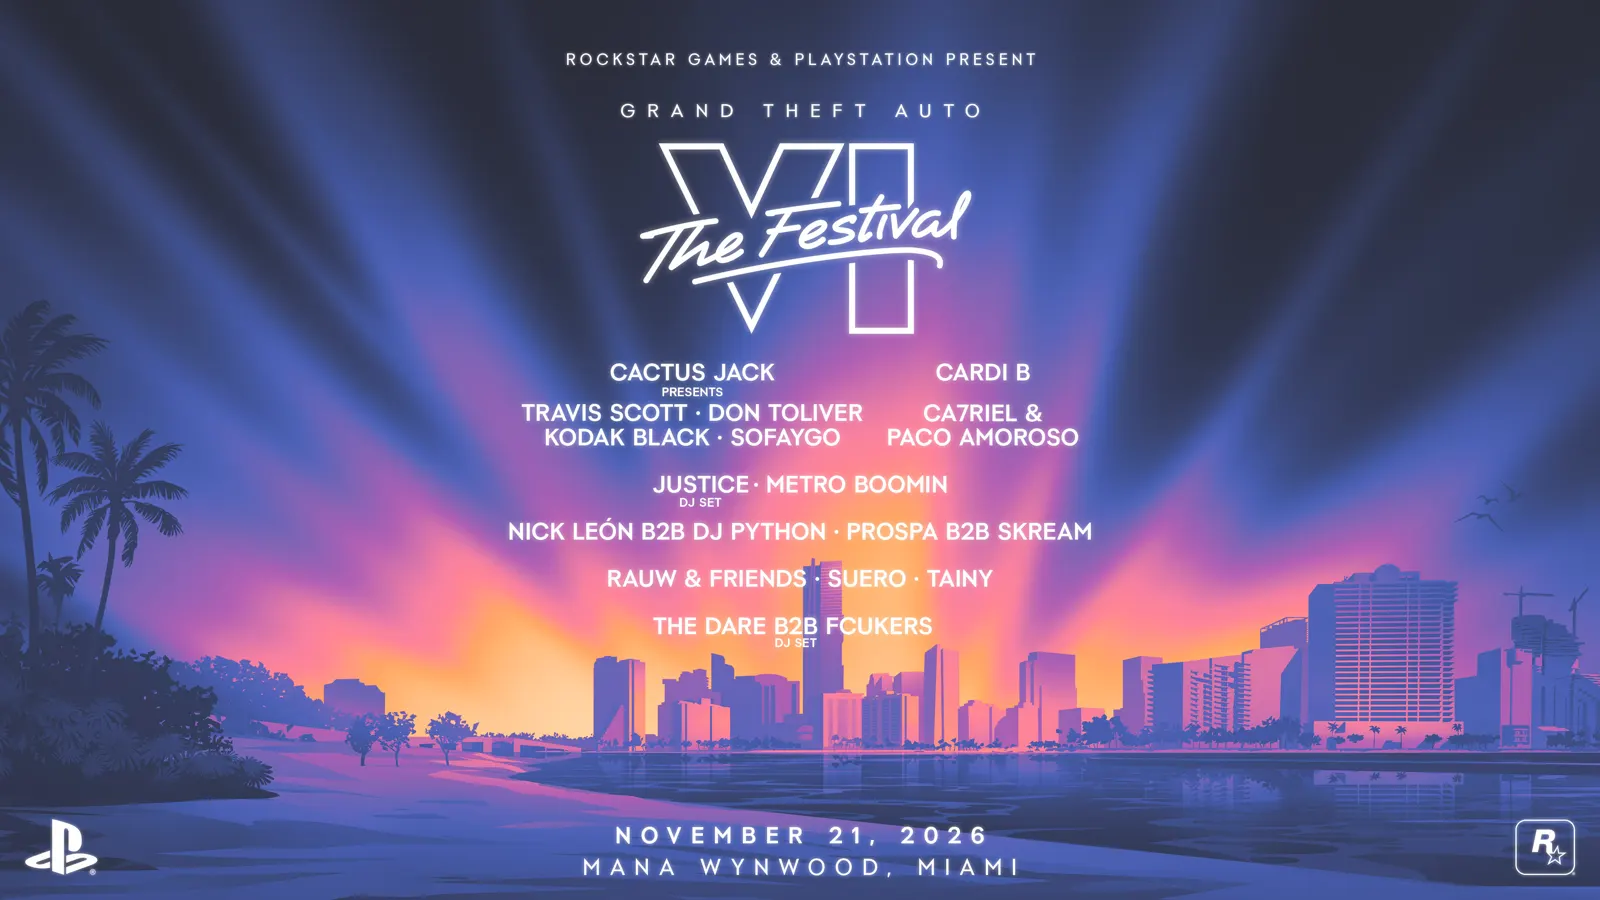 ROCKSTAR GAMES & PLAYSTATION PRESENT
GRAND THEFT AUTO
VI
The Festival
CACTUS JACK
PRESENTS
TRAVIS SCOTT · DON TOLIVER
KODAK BLACK · SOFAYGO
CARDI B
CA7RIEL &
PACO AMOROSO
JUSTICE · METRO BOOMIN
DJ SET
NICK LEÓN B2B DJ PYTHON · PROSPA B2B SKREAM
RAUW & FRIENDS · SUERO · TAINY
THE DARE B2B FCUKERS
DJ SET
NOVEMBER 21, 2026
MANA WYNWOOD, MIAMI
R